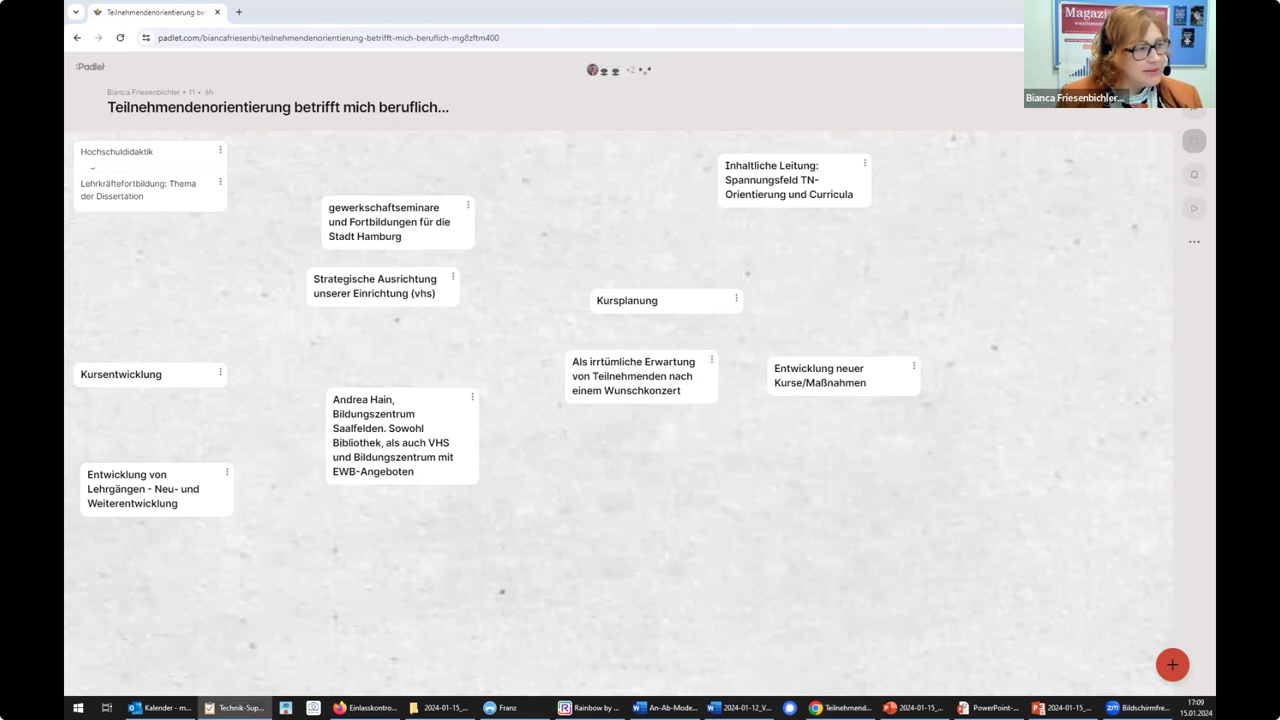 Teilnehmendenorientierung be
padlet.com/biancafriesenbi/teilnehmendenorientierung-betrifft-mich-beruflich-mg8zftm400
Magazin
Bianca Friesenbichler...
:Padlet
+2
Bianca Friesenbichler • 11 • 6h
Teilnehmendenorientierung betrifft mich beruflich...
Hochschuldidaktik
Lehrkräftefortbildung: Thema
der Dissertation
gewerkschaftseminare
und Fortbildungen für die
Stadt Hamburg
Inhaltliche Leitung:
Spannungsfeld TN-
Orientierung und Curricula
Strategische Ausrichtung
unserer Einrichtung (vhs)
Kursplanung
Kursentwicklung
Als irrtümliche Erwartung
von Teilnehmenden nach
einem Wunschkonzert
Entwicklung neuer
Kurse/Maßnahmen
Andrea Hain,
Bildungszentrum
Saalfelden. Sowohl
Bibliothek, als auch VHS
und Bildungszentrum mit
EWB-Angeboten
Entwicklung von
Lehrgängen - Neu- und
Weiterentwicklung
Kalender - m...
Technik-Sup...
Einlasskontro...
2024-01-15_...
Franz
Rainbow by ...
An-Ab-Mode...
2024-01-12_V...
Teilnehmend...
2024-01-15_...
PowerPoint-...
2024-01-15_...
Bildschirmfre...
17:09
15.01.2024